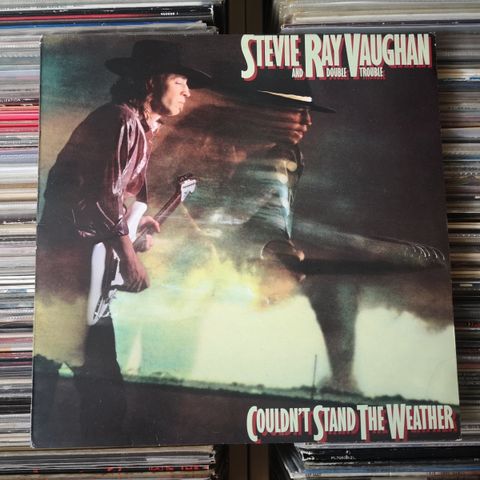 STEVIE RAY VAUGHAN
AND DOUBLE TROUBLE
COULDN'T STAND THE WEATHER